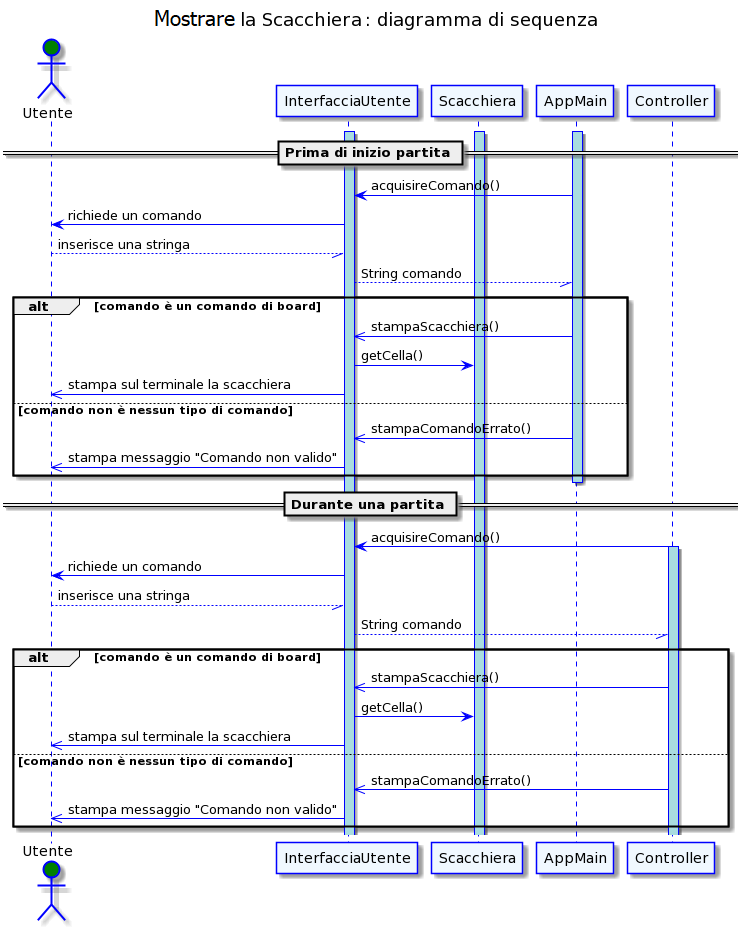 Mostrare la Scacchiera : diagramma di sequenza
Utente
InterfacciaUtente
Scacchiera
AppMain
Controller
Prima di inizio partita
acquisireComando()
richiede un comando
inserisce una stringa
String comando
alt
[comando è un comando di board]
stampaScacchiera()
getCella()
stampa sul terminale la scacchiera
[comando non è nessun tipo di comando]
stampaComandoErrato()
stampa messaggio "Comando non valido"
Durante una partita
acquisireComando()
richiede un comando
inserisce una stringa
String comando
alt
[comando è un comando di board]
stampaScacchiera()
getCella()
stampa sul terminale la scacchiera
[comando non è nessun tipo di comando]
stampaComandoErrato()
stampa messaggio "Comando non valido"
Utente
InterfacciaUtente
Scacchiera
AppMain
Controller